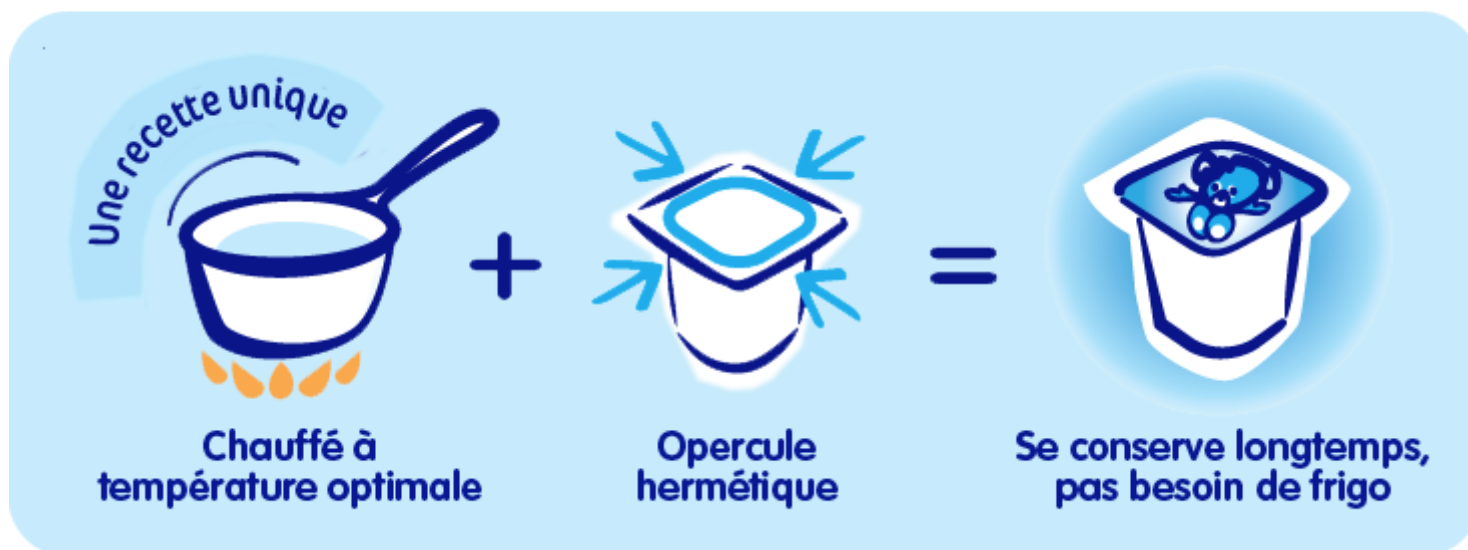 Une recette unique
Chauffé à
température optimale
+
Opercule
hermétique
=
Se conserve longtemps,
pas besoin de frigo